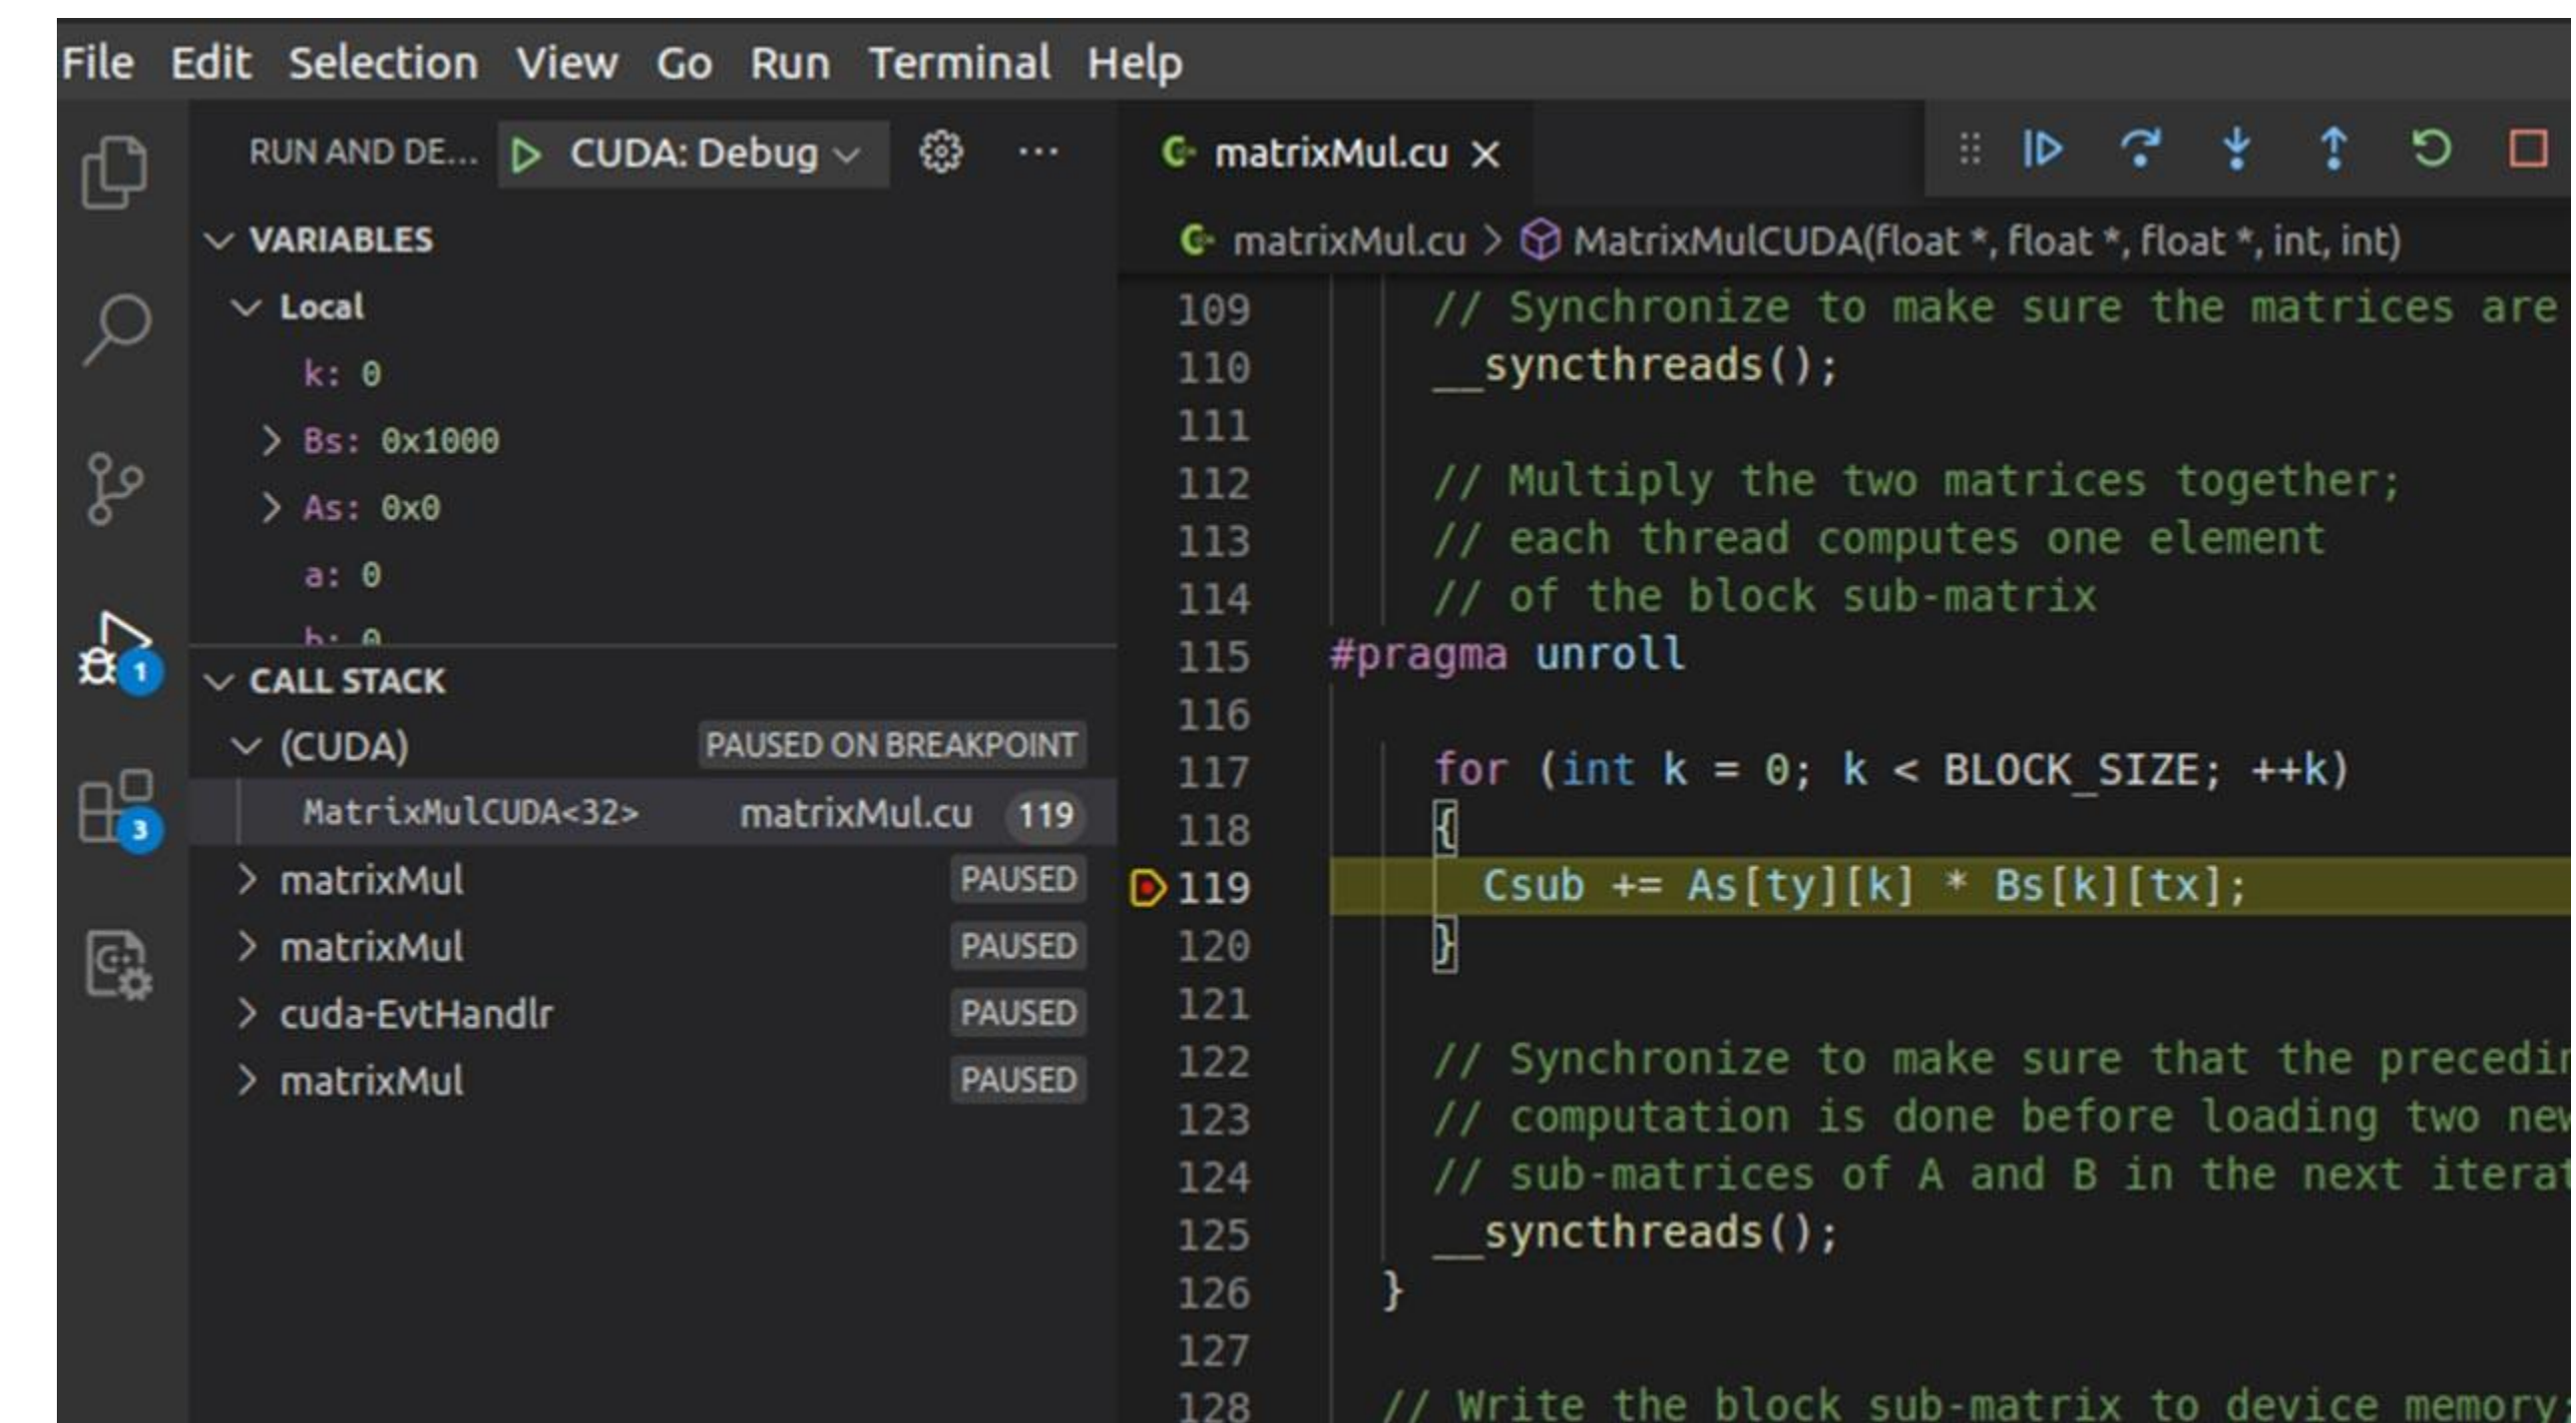 File Edit Selection View Go Run Terminal Help
RUN AND DE... CUDA: Debug
VARIABLES
Local
k: 0
Bs: 0x1000
As: 0x0
a: 0
b: 0
CALL STACK
(CUDA) PAUSED ON BREAKPOINT
MatrixMulCUDA<32> matrixMul.cu 119
matrixMul PAUSED
matrixMul PAUSED
cuda-EvtHandlr PAUSED
matrixMul PAUSED
1
3
matrixMul.cu
matrixMul.cu > MatrixMulCUDA(float *, float *, float *, int, int)
109 // Synchronize to make sure the matrices are
110 __syncthreads();
111
112 // Multiply the two matrices together;
113 // each thread computes one element
114 // of the block sub-matrix
115 #pragma unroll
116
117 for (int k = 0; k < BLOCK_SIZE; ++k)
118 {
119 Csub += As[ty][k] * Bs[k][tx];
120 }
121
122 // Synchronize to make sure that the
123 // computation is done before loading two
124 // sub-matrices of A and B in the next
125 __syncthreads();
126 }
127
128 // Write the block sub-matrix to device memory